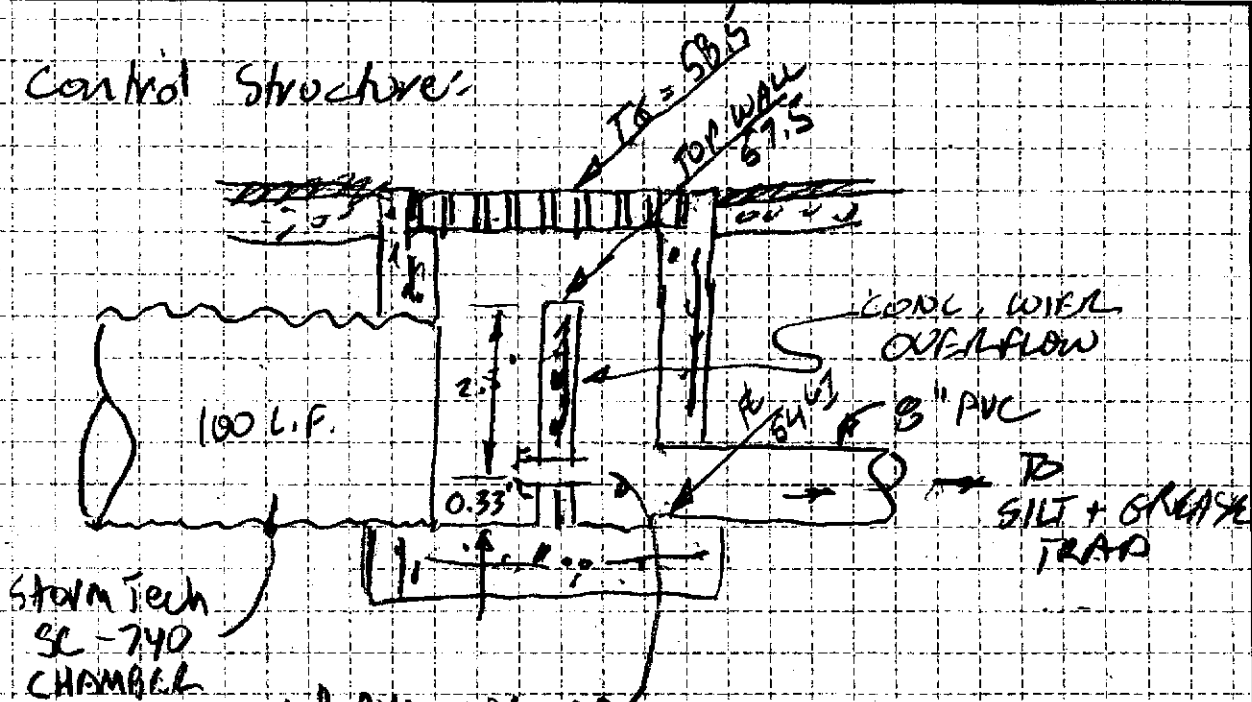 Control Structure:
TG = 58.5
TOP WALL
57.5
CONC. WIER
OVERFLOW
2.5'
100 L.F.
8" PVC
0.33'
TO
SILT + GREASE
TRAP
StormTech
SC-740
CHAMBER